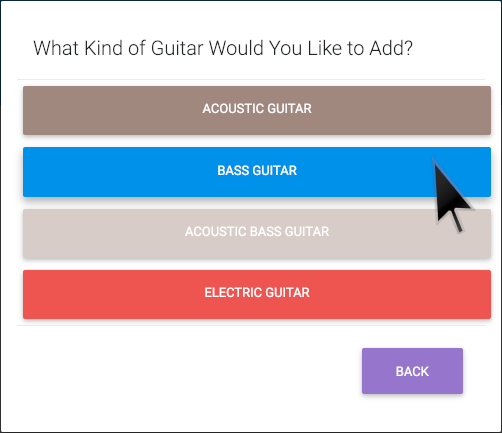 What Kind of Guitar Would You Like to Add?
ACOUSTIC GUITAR
BASS GUITAR
ACOUSTIC BASS GUITAR
ELECTRIC GUITAR
BACK